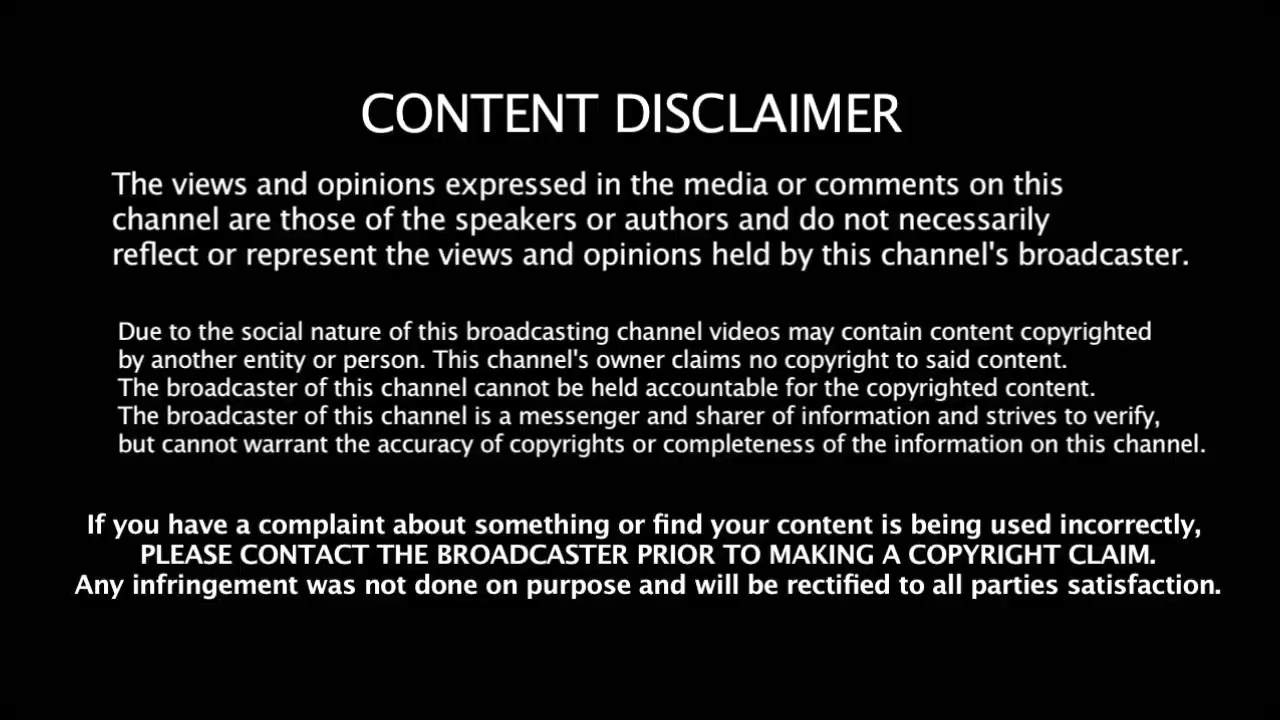 CONTENT DISCLAIMER
The views and opinions expressed in the media or comments on this
channel are those of the speakers or authors and do not necessarily
reflect or represent the views and opinions held by this channel's broadcaster.
Due to the social nature of this broadcasting channel videos may contain content copyrighted
by another entity or person. This channel's owner claims no copyright to said content.
The broadcaster of this channel cannot be held accountable for the copyrighted content.
The broadcaster of this channel is a messenger and sharer of information and strives to verify,
but cannot warrant the accuracy of copyrights or completeness of the information on this channel.
If you have a complaint about something or find your content is being used incorrectly,
PLEASE CONTACT THE BROADCASTER PRIOR TO MAKING A COPYRIGHT CLAIM.
Any infringement was not done on purpose and will be rectified to all parties satisfaction.